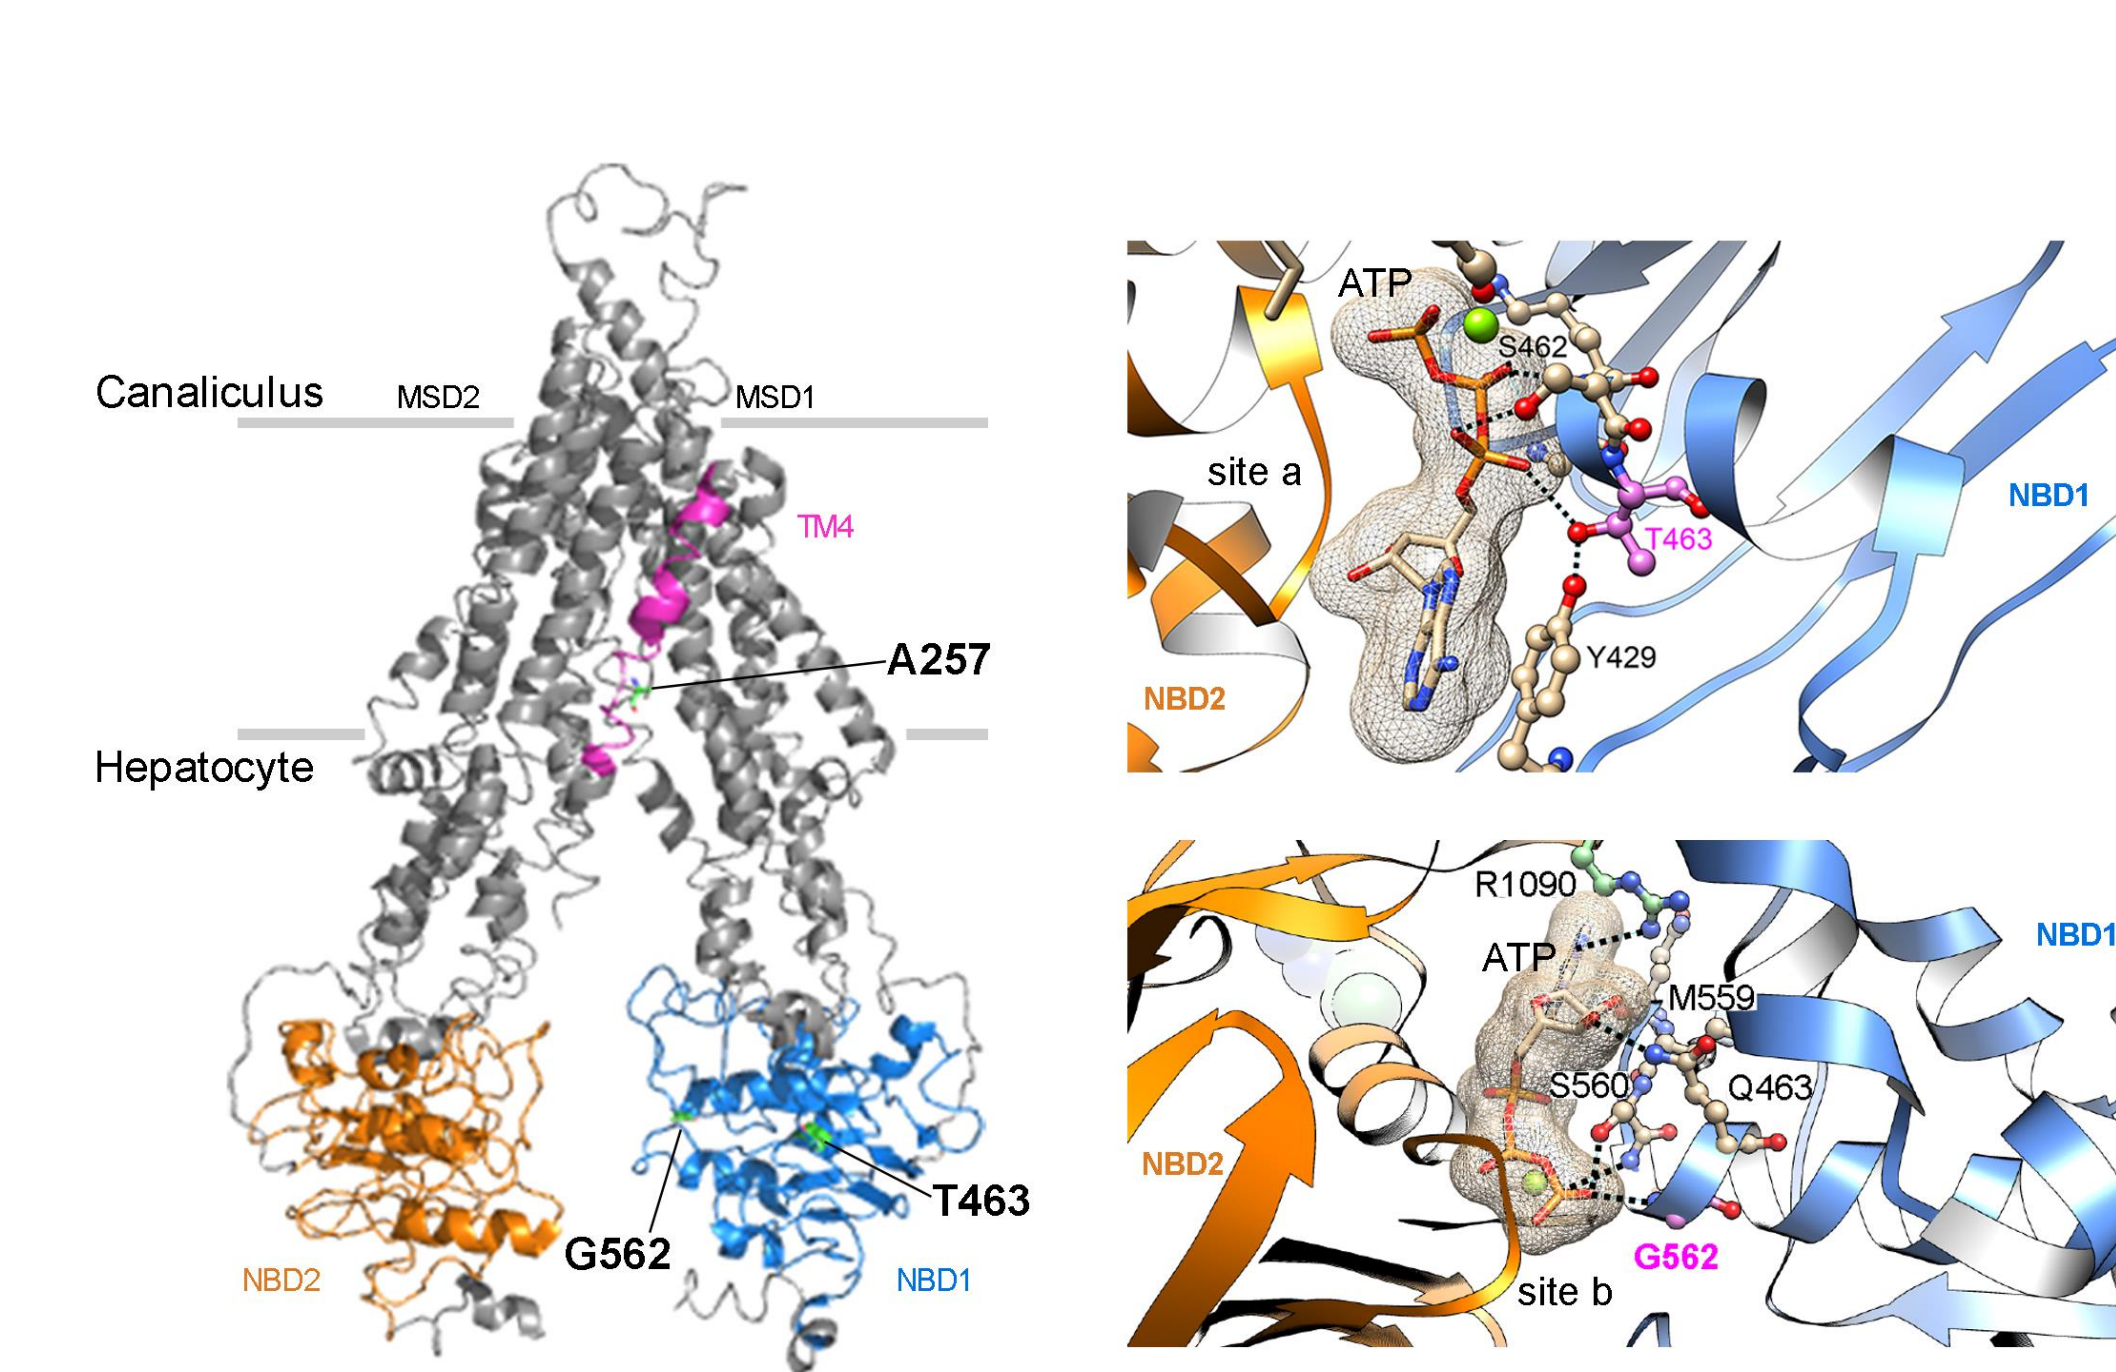 Canaliculus
MSD2
MSD1
TM4
A257
Hepatocyte
T463
G562
NBD2
NBD1
ATP
S462
site a
NBD1
T463
Y429
NBD2
R1090
ATP
NBD1
M559
S560
Q463
NBD2
G562
site b